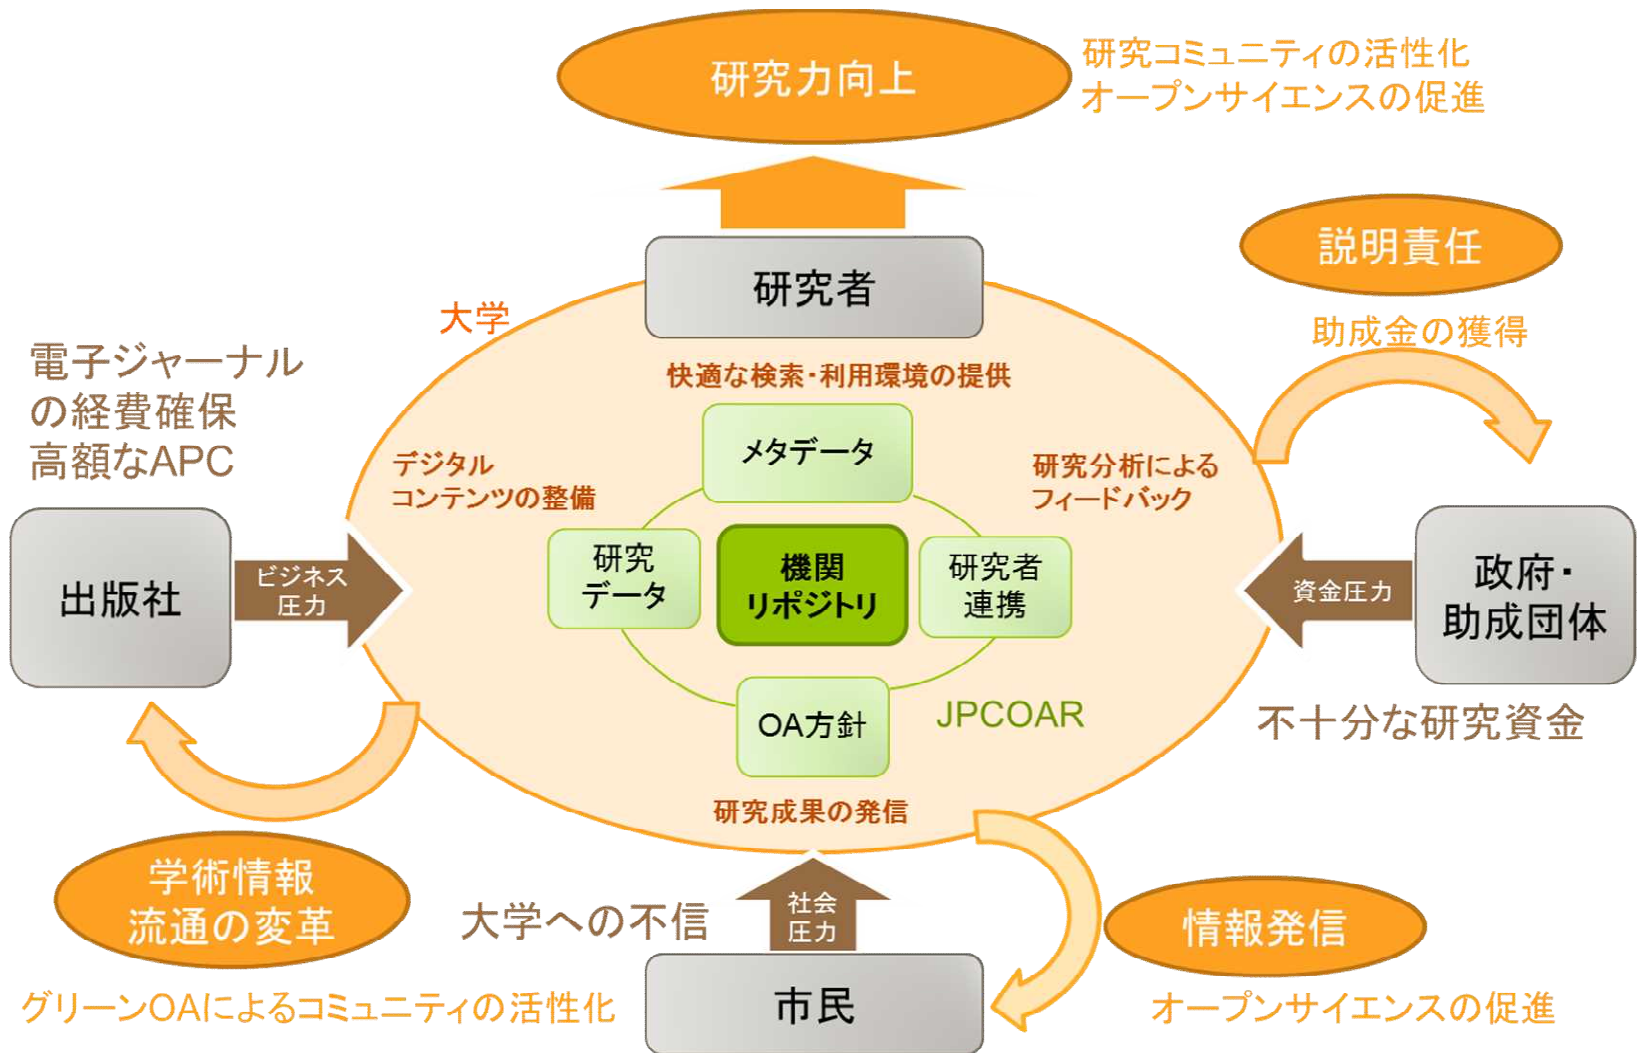 研究力向上
研究コミュニティの活性化
オープンサイエンスの促進
説明責任
助成金の獲得
研究者
大学
電子ジャーナル
の経費確保
高額なAPC
快適な検索・利用環境の提供
デジタル
コンテンツの整備
メタデータ
研究分析による
フィードバック
出版社
ビジネス
圧力
研究
データ
機関
リポジトリ
研究者
連携
資金圧力
政府・
助成団体
OA方針
JPCOAR
不十分な研究資金
研究成果の発信
学術情報
流通の変革
大学への不信
社会
圧力
情報発信
グリーンOAによるコミュニティの活性化
市民
オープンサイエンスの促進